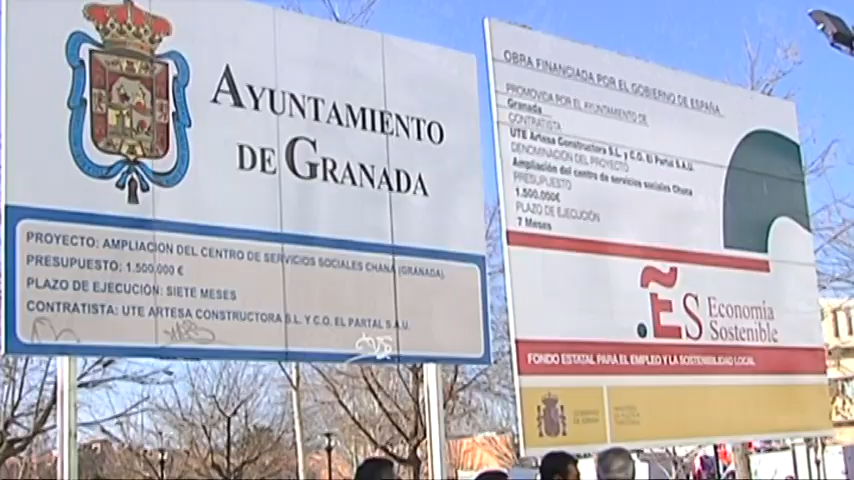 AYUNTAMIENTO
DE GRANADA
PROYECTO: AMPLIACION DEL CENTRO DE SERVICIOS SOCIALES CHANA (GRANADA).
PRESUPUESTO: 1.500.000 €
PLAZO DE EJECUCIÓN: SIETE MESES
CONTRATISTA: UTE ARTESA CONSTRUCTORA S.L. Y C.O. EL PARTAL S.A.U.
OBRA FINANCIADA POR EL GOBIERNO DE ESPAÑA
PROMOVIDA POR EL AYUNTAMIENTO DE
Granada
CONTRATISTA
UTE Artesa Constructora S.L. y C.O. El Partal S.A.U.
DENOMINACIÓN DEL PROYECTO
Ampliación del centro de servicios sociales Chana
PRESUPUESTO
1.500.000€
PLAZO DE EJECUCIÓN
7 Meses
.ES Economía
Sostenible
FONDO ESTATAL PARA EL EMPLEO Y LA SOSTENIBILIDAD LOCAL
GOBIERNO
DE ESPAÑA